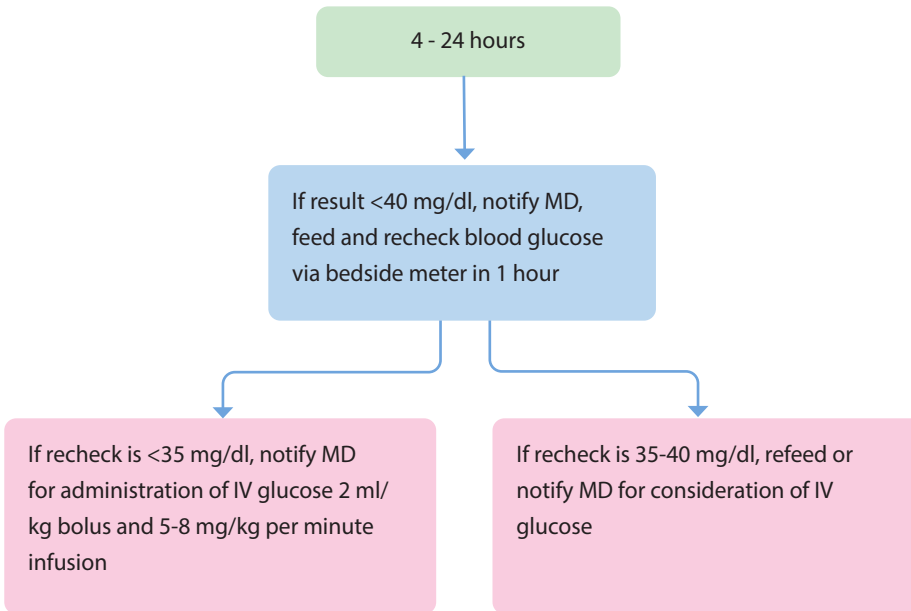 4 - 24 hours
If result <40 mg/dl, notify MD,
feed and recheck blood glucose
via bedside meter in 1 hour
If recheck is <35 mg/dl, notify MD
for administration of IV glucose 2 ml/
kg bolus and 5-8 mg/kg per minute
infusion
If recheck is 35-40 mg/dl, refeed or
notify MD for consideration of IV
glucose